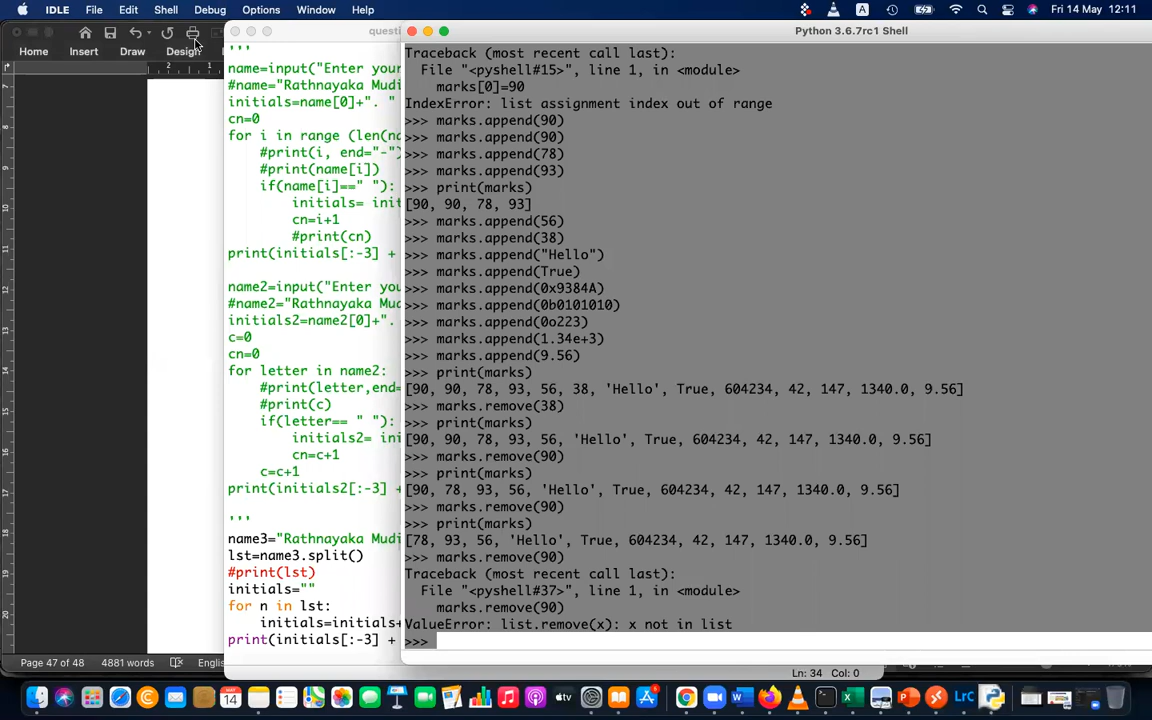 IDLE File Edit Shell Debug Options Window Help
A
Fri 14 May 12:11
Home Insert Draw Design
2 1
questi
'''
name=input("Enter your
#name="Rathnayaka Mudi
initials=name[0]+". "
cn=0
for i in range (len(na
#print(i, end="-")
#print(name[i])
if(name[i]==" "):
initials= init
cn=i+1
#print(cn)
print(initials[:-3] +
name2=input("Enter you
#name2="Rathnayaka Mud
initials2=name2[0]+".
c=0
cn=0
for letter in name2:
#print(letter,end=
#print(c)
if(letter== " "):
initials2= ini
cn=c+1
c=c+1
print(initials2[:-3] +
'''
name3="Rathnayaka Mudi
lst=name3.split()
#print(lst)
initials=""
for n in lst:
initials=initials+
print(initials[:-3] +
Python 3.6.7rc1 Shell
Traceback (most recent call last):
File "<pyshell#15>", line 1, in <module>
marks[0]=90
IndexError: list assignment index out of range
>>> marks.append(90)
>>> marks.append(90)
>>> marks.append(78)
>>> marks.append(93)
>>> print(marks)
[90, 90, 78, 93]
>>> marks.append(56)
>>> marks.append(38)
>>> marks.append("Hello")
>>> marks.append(True)
>>> marks.append(0x9384A)
>>> marks.append(0b0101010)
>>> marks.append(0o223)
>>> marks.append(1.34e+3)
>>> marks.append(9.56)
>>> print(marks)
[90, 90, 78, 93, 56, 38, 'Hello', True, 604234, 42, 147, 1340.0, 9.56]
>>> marks.remove(38)
>>> print(marks)
[90, 90, 78, 93, 56, 'Hello', True, 604234, 42, 147, 1340.0, 9.56]
>>> marks.remove(90)
>>> print(marks)
[90, 78, 93, 56, 'Hello', True, 604234, 42, 147, 1340.0, 9.56]
>>> marks.remove(90)
>>> print(marks)
[78, 93, 56, 'Hello', True, 604234, 42, 147, 1340.0, 9.56]
>>> marks.remove(90)
Traceback (most recent call last):
File "<pyshell#37>", line 1, in <module>
marks.remove(90)
ValueError: list.remove(x): x not in list
>>>
Page 47 of 48 4881 words Englis
Ln: 34 Col: 0